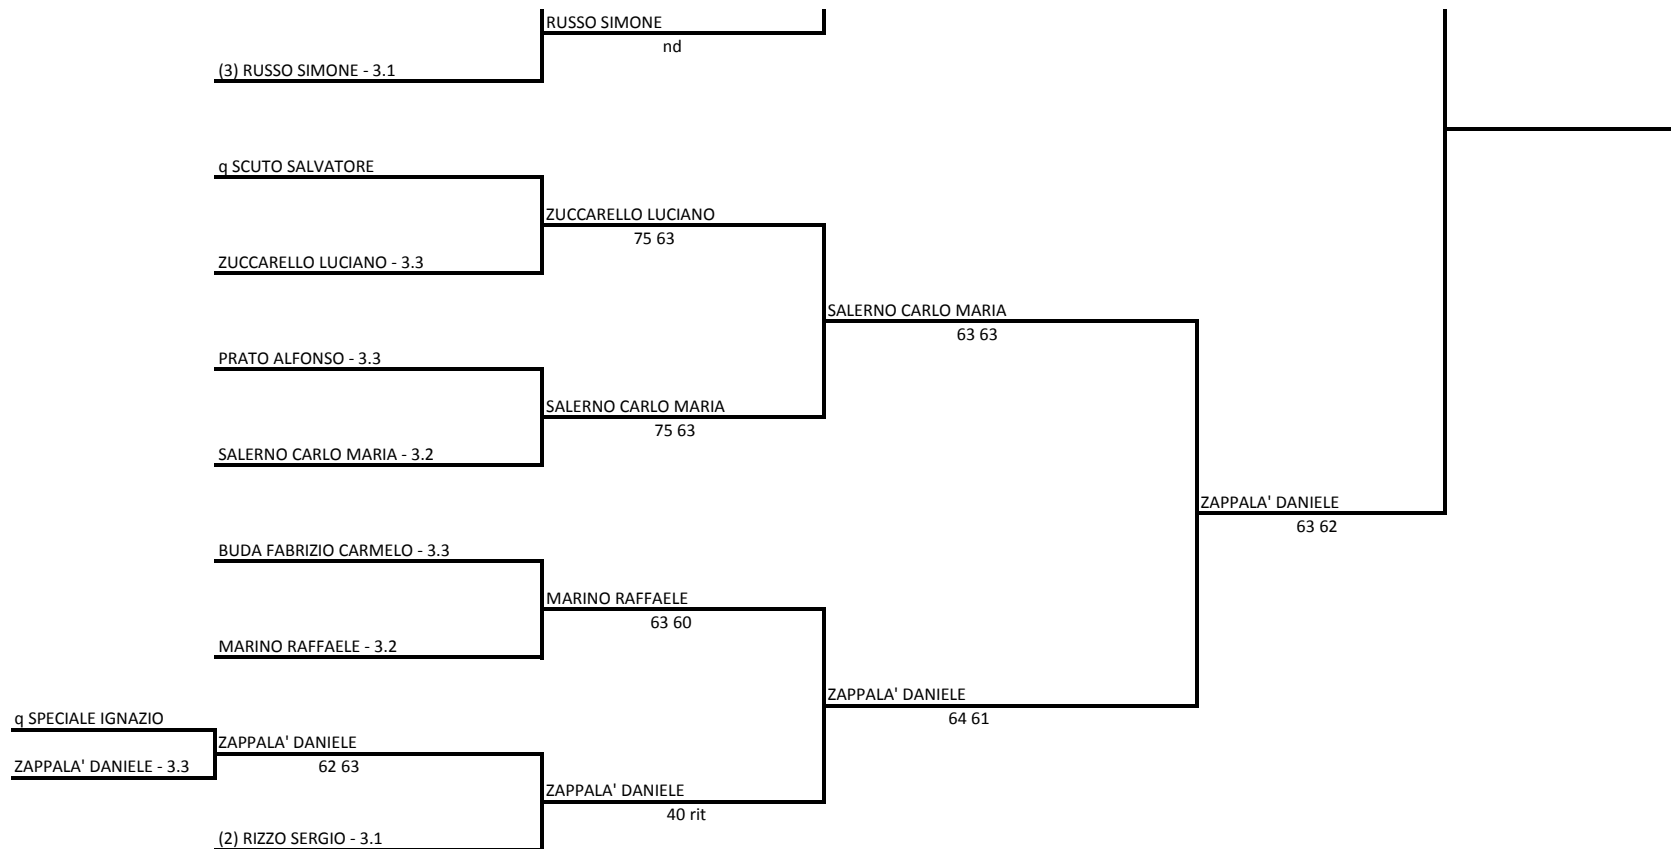 RUSSO SIMONE
nd
(3) RUSSO SIMONE - 3.1
q SCUTO SALVATORE
ZUCCARELLO LUCIANO
75 63
ZUCCARELLO LUCIANO - 3.3
SALERNO CARLO MARIA
63 63
PRATO ALFONSO - 3.3
SALERNO CARLO MARIA
75 63
SALERNO CARLO MARIA - 3.2
ZAPPALA' DANIELE
63 62
BUDA FABRIZIO CARMELO - 3.3
MARINO RAFFAELE
63 60
MARINO RAFFAELE - 3.2
ZAPPALA' DANIELE
64 61
q SPECIALE IGNAZIO
ZAPPALA' DANIELE
62 63
ZAPPALA' DANIELE - 3.3
ZAPPALA' DANIELE
40 rit
(2) RIZZO SERGIO - 3.1